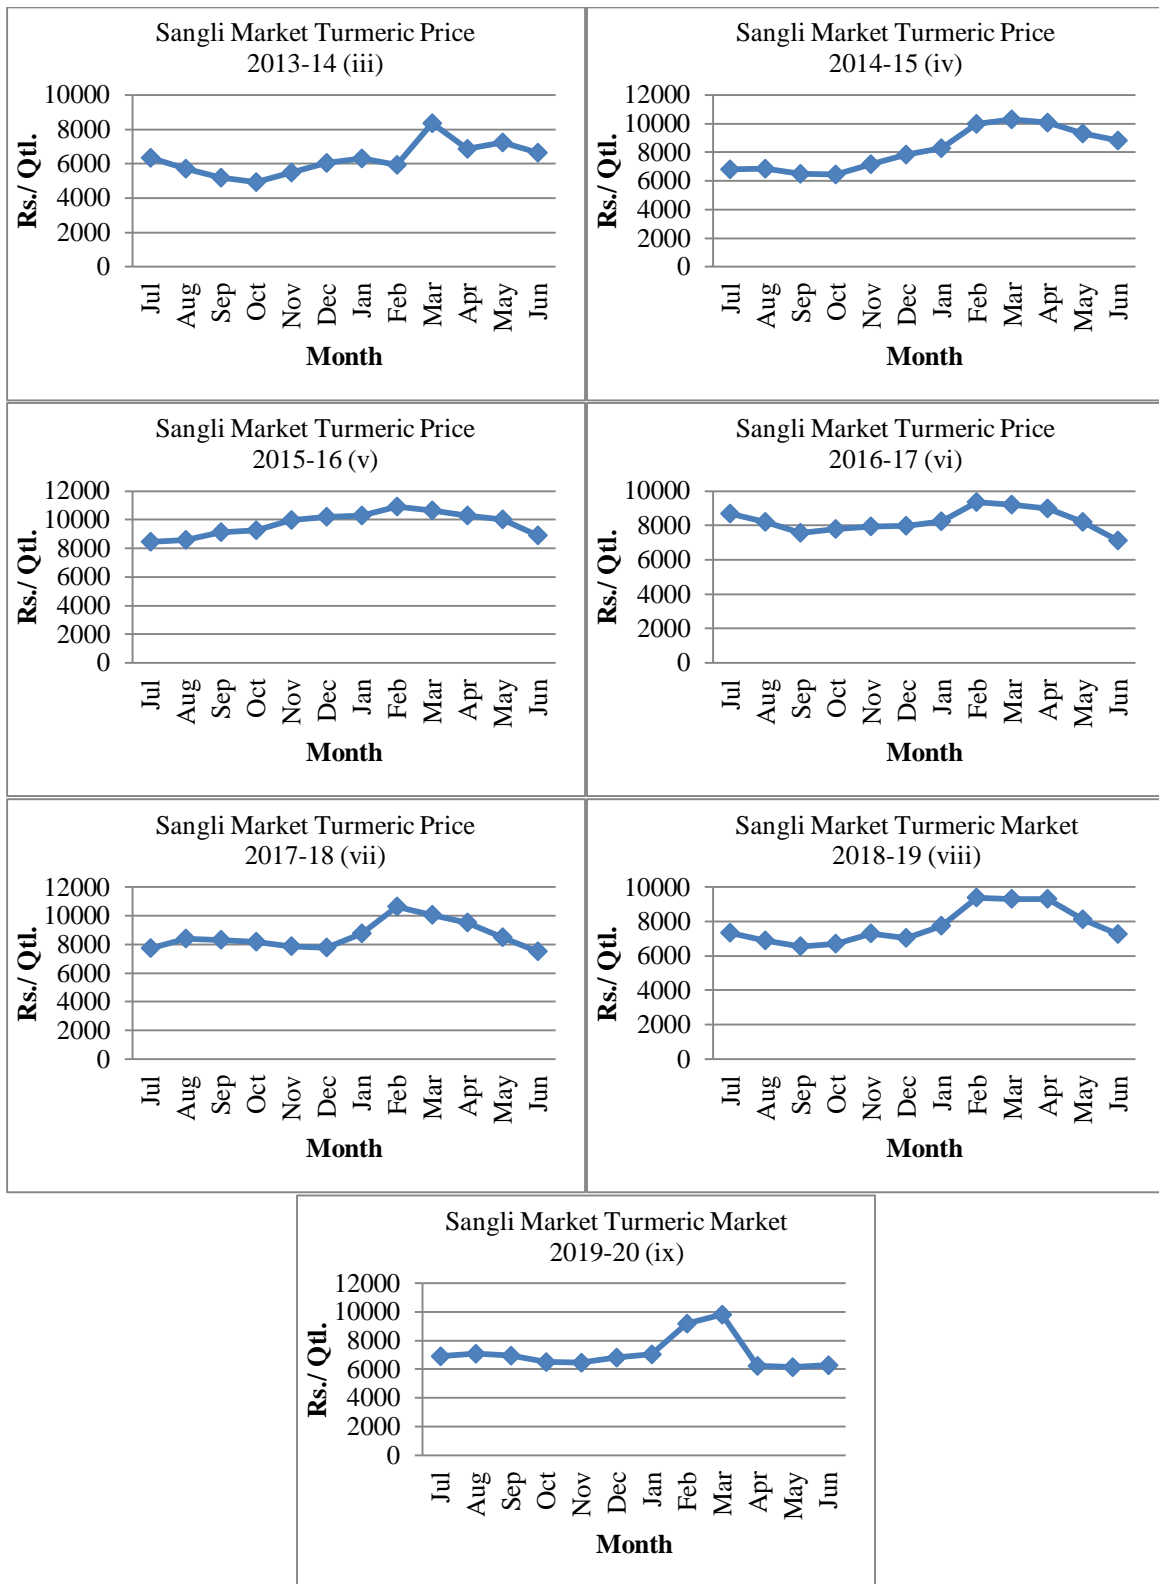 Sangli Market Turmeric Price
2013-14 (iii)
10000
8000
6000
4000
2000
0
Rs./ Qtl.
Jul
Aug
Sep
Oct
Nov
Dec
Jan
Feb
Mar
Apr
May
Jun
Month
Sangli Market Turmeric Price
2014-15 (iv)
12000
10000
8000
6000
4000
2000
0
Rs./ Qtl.
Jul
Aug
Sep
Oct
Nov
Dec
Jan
Feb
Mar
Apr
May
Jun
Month
Sangli Market Turmeric Price
2015-16 (v)
12000
10000
8000
6000
4000
2000
0
Rs./ Qtl.
Jul
Aug
Sep
Oct
Nov
Dec
Jan
Feb
Mar
Apr
May
Jun
Month
Sangli Market Turmeric Price
2016-17 (vi)
10000
8000
6000
4000
2000
0
Rs./ Qtl.
Jul
Aug
Sep
Oct
Nov
Dec
Jan
Feb
Mar
Apr
May
Jun
Month
Sangli Market Turmeric Price
2017-18 (vii)
12000
10000
8000
6000
4000
2000
0
Rs./ Qtl.
Jul
Aug
Sep
Oct
Nov
Dec
Jan
Feb
Mar
Apr
May
Jun
Month
Sangli Market Turmeric Market
2018-19 (viii)
10000
8000
6000
4000
2000
0
Rs./ Qtl.
Jul
Aug
Sep
Oct
Nov
Dec
Jan
Feb
Mar
Apr
May
Jun
Month
Sangli Market Turmeric Market
2019-20 (ix)
12000
10000
8000
6000
4000
2000
0
Rs./ Qtl.
Jul
Aug
Sep
Oct
Nov
Dec
Jan
Feb
Mar
Apr
May
Jun
Month